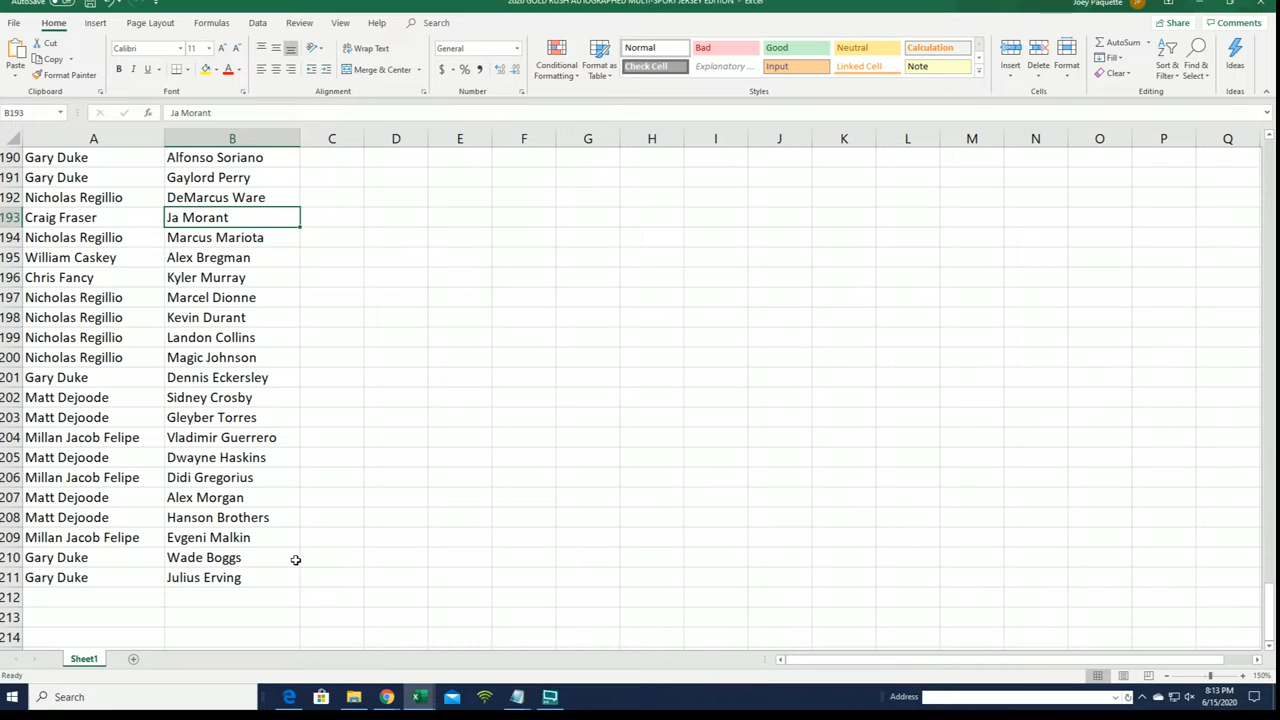 AutoSave Off 2020 GOLD RUSH AUTOGRAPHED MULTI-SPORT JERSEY EDITION - Excel Joey Paquette JP
File Home Insert Page Layout Formulas Data Review View Help Search Share Comments
Cut Calibri 11 A A Wrap Text General Normal Bad Good Neutral Calculation AutoSum
Copy Check Cell Explanatory ... Input Linked Cell Note Fill
Paste Format Painter B I U A Merge & Center $ % Conditional Formatting Format as Table Insert Delete Format Clear Sort & Filter Find & Select Ideas
Clipboard Font Alignment Number Styles Cells Editing Ideas
B193 fx Ja Morant
A B C D E F G H I J K L M N O P Q
190 Gary Duke Alfonso Soriano
191 Gary Duke Gaylord Perry
192 Nicholas Regillio DeMarcus Ware
193 Craig Fraser Ja Morant
194 Nicholas Regillio Marcus Mariota
195 William Caskey Alex Bregman
196 Chris Fancy Kyler Murray
197 Nicholas Regillio Marcel Dionne
198 Nicholas Regillio Kevin Durant
199 Nicholas Regillio Landon Collins
200 Nicholas Regillio Magic Johnson
201 Gary Duke Dennis Eckersley
202 Matt Dejoode Sidney Crosby
203 Matt Dejoode Gleyber Torres
204 Millan Jacob Felipe Vladimir Guerrero
205 Matt Dejoode Dwayne Haskins
206 Millan Jacob Felipe Didi Gregorius
207 Matt Dejoode Alex Morgan
208 Matt Dejoode Hanson Brothers
209 Millan Jacob Felipe Evgeni Malkin
210 Gary Duke Wade Boggs
211 Gary Duke Julius Erving
212
213
214
Sheet1
Ready 150%
Search Address 8:13 PM
6/15/2020